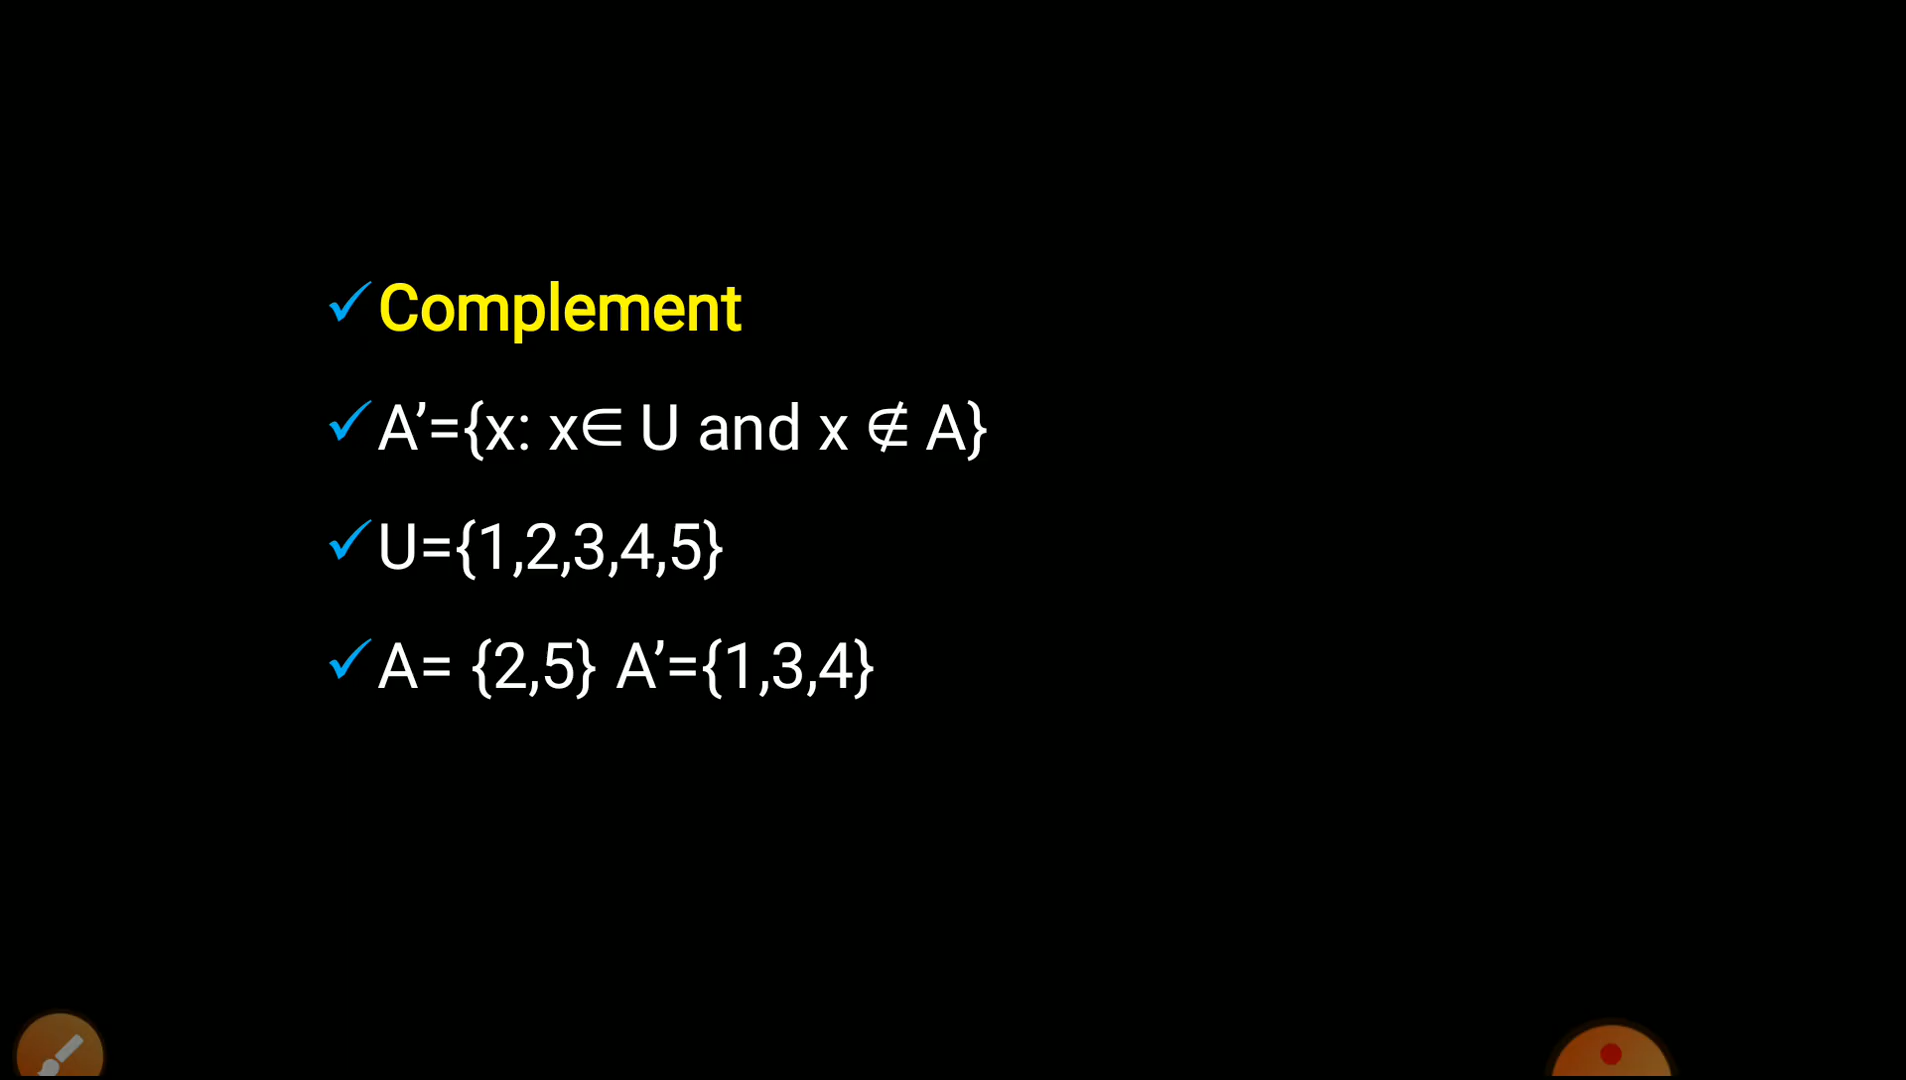 ✓Complement
✓A’={x: x∈ U and x ∉ A}
✓U={1,2,3,4,5}
✓A= {2,5} A’={1,3,4}